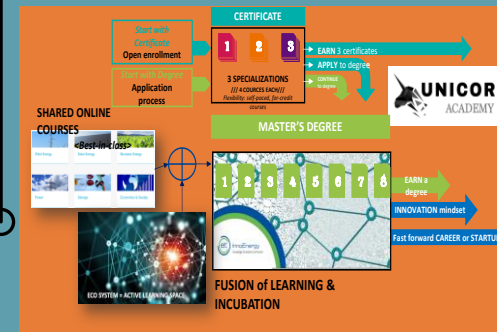 CERTIFICATE
Start with
Certificate
Open enrollment
1 2 3
EARN 3 certificates
APPLY to degree
CONTINUE
to degree
Start with Degree
Application
process
3 SPECIALIZATIONS
/// 4 COURCES EACH///
Flexibility: self-paced, for-credit
courses
UNICOR
ACADEMY
SHARED ONLINE
COURSES
<Best-in-class>
MASTER'S DEGREE
1 2 3 4 5 6 7 8
EARN a
degree
INNOVATION mindset
Fast forward CAREER or STARTU
InnoEnergy
ECO SYSTEM = ACTIVE LEARNING SPACE
FUSION of LEARNING &
INCUBATION